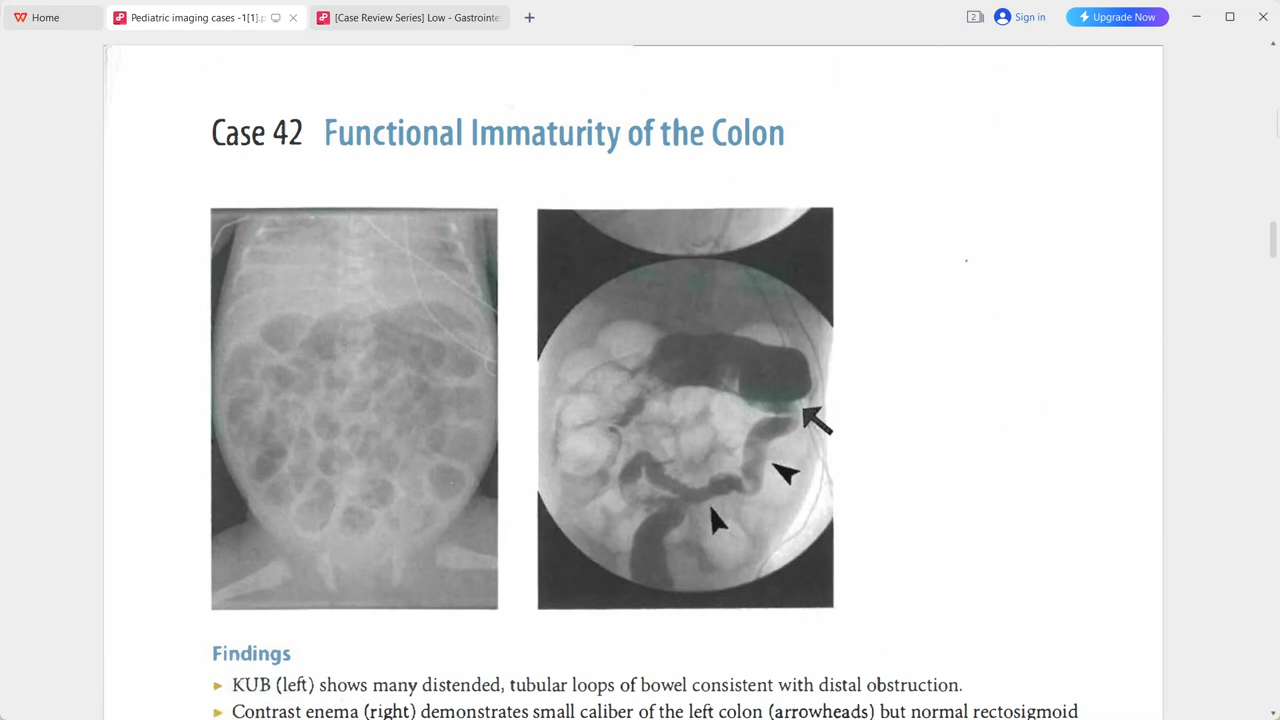 Home
Pediatric imaging cases -1[1].p
[Case Review Series] Low - Gastrointe
2
Sign in
Upgrade Now
Case 42 Functional Immaturity of the Colon
Findings
► KUB (left) shows many distended, tubular loops of bowel consistent with distal obstruction.
► Contrast enema (right) demonstrates small caliber of the left colon (arrowheads) but normal rectosigmoid